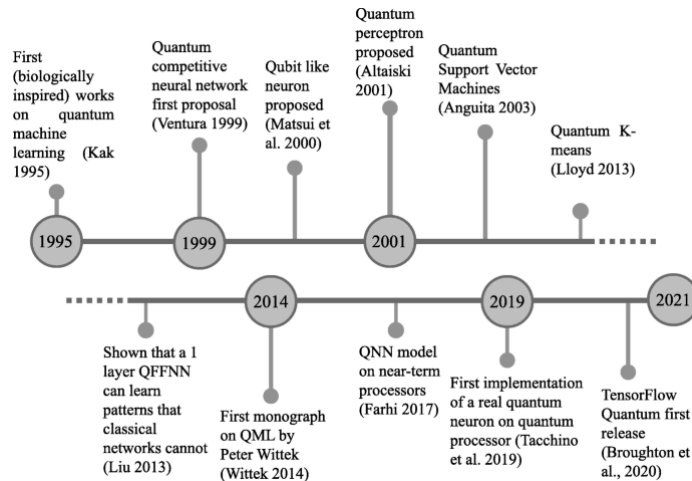 First
(biologically
inspired) works
on quantum
machine
learning (Kak
1995)
Quantum
competitive
neural network
first proposal
(Ventura 1999)
Qubit like
neuron
proposed
(Matsui et
al. 2000)
Quantum
perceptron
proposed
(Altaiski
2001)
Quantum
Support Vector
Machines
(Anguita 2003)
Quantum K-
means
(Lloyd 2013)
1995
1999
2001
2014
2019
2021
Shown that a 1
layer QFFNN
can learn
patterns that
classical
networks cannot
(Liu 2013)
First monograph
on QML by
Peter Wittek
(Wittek 2014)
QNN model
on near-term
processors
(Farhi 2017)
First implementation
of a real quantum
neuron on quantum
processor (Tacchino
et al. 2019)
TensorFlow
Quantum first
release
(Broughton et
al., 2020)